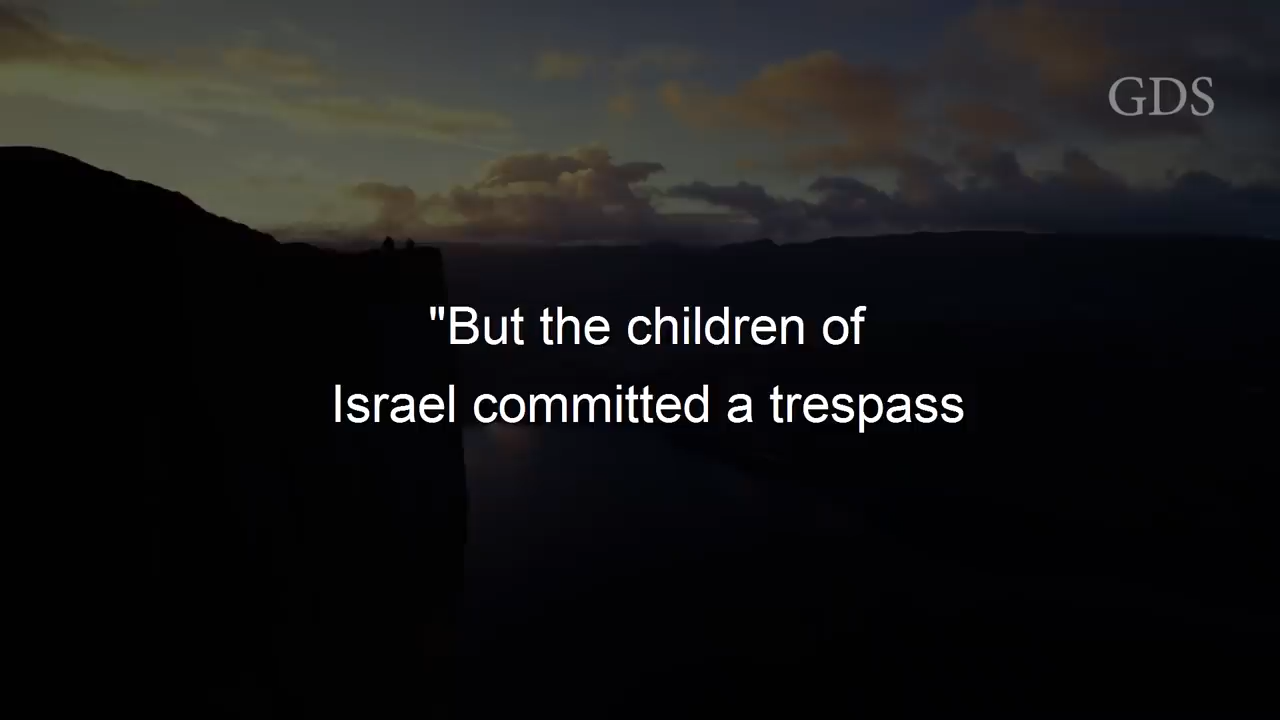 GDS
"But the children of
Israel committed a trespass